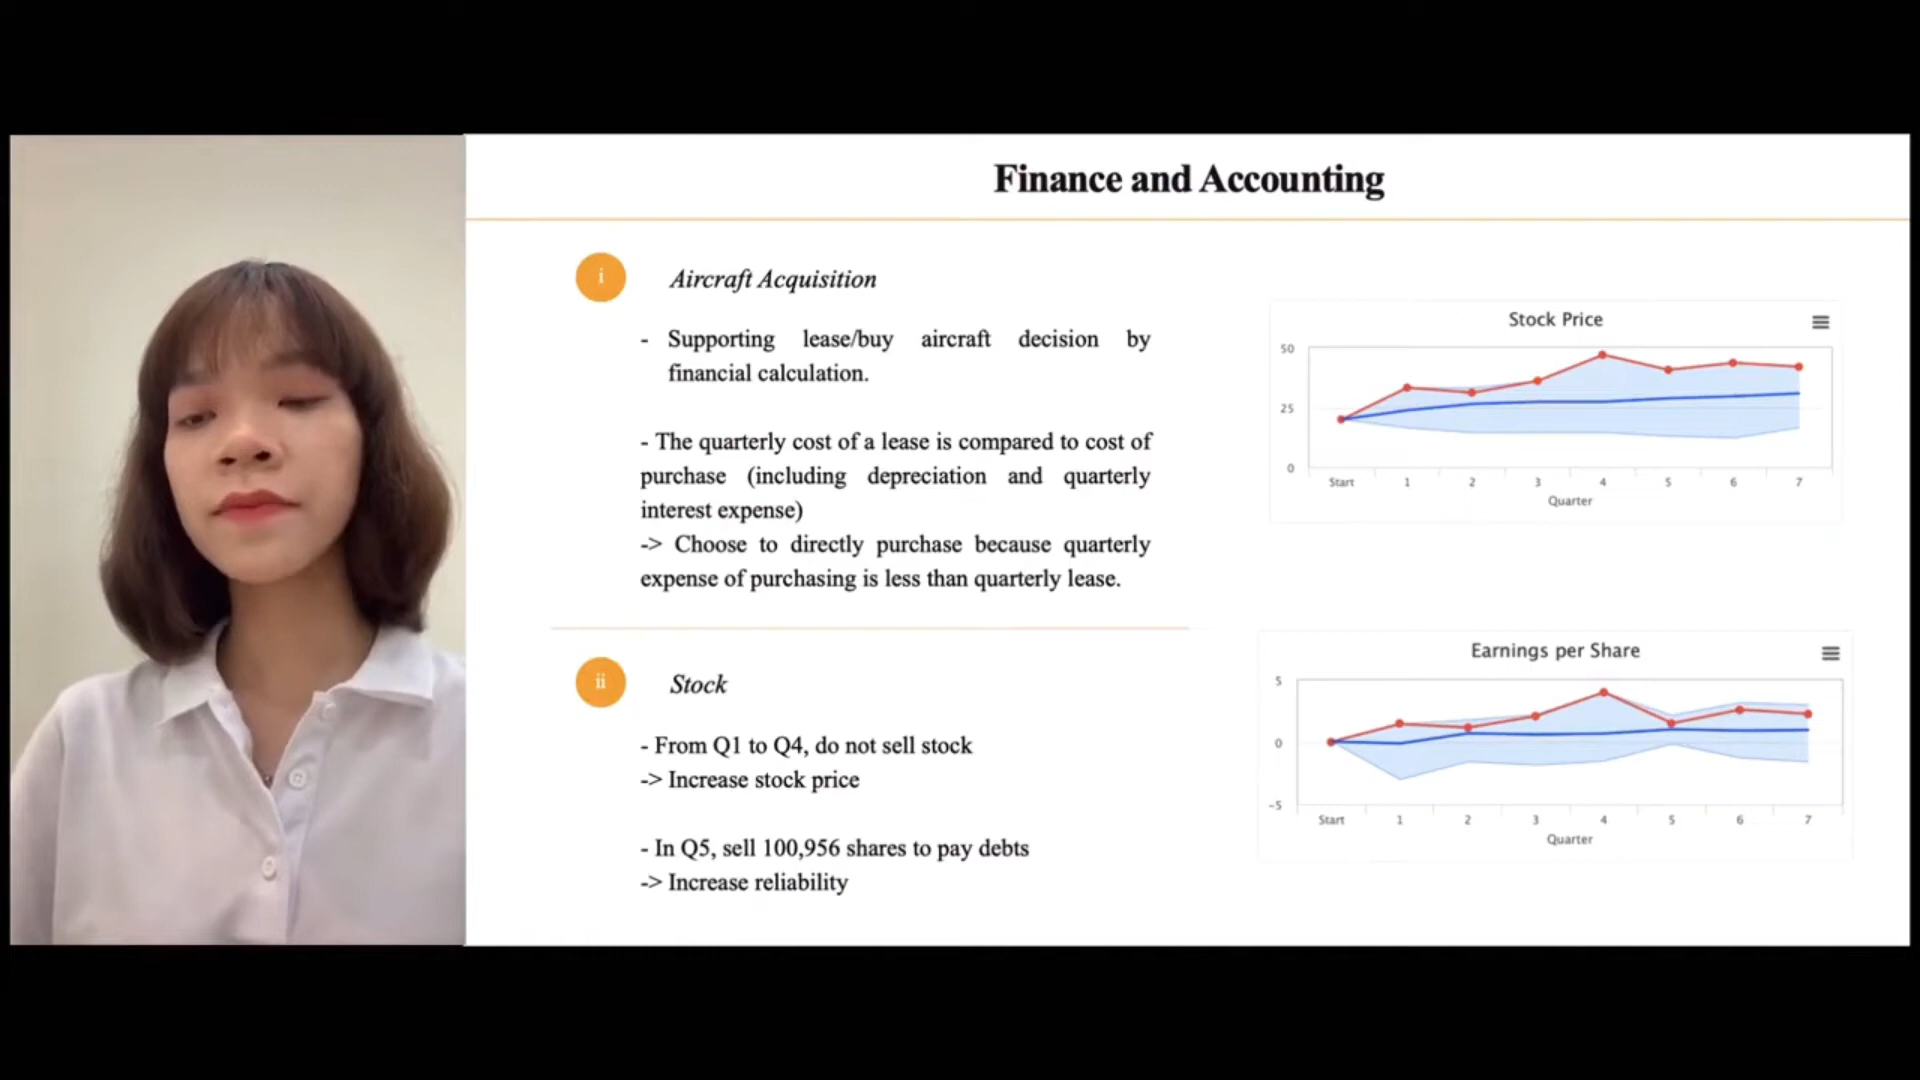 Finance and Accounting
i
Aircraft Acquisition
- Supporting lease/buy aircraft decision by
financial calculation.
- The quarterly cost of a lease is compared to cost of
purchase (including depreciation and quarterly
interest expense)
-> Choose to directly purchase because quarterly
expense of purchasing is less than quarterly lease.
ii
Stock
- From Q1 to Q4, do not sell stock
-> Increase stock price
- In Q5, sell 100,956 shares to pay debts
-> Increase reliability
Stock Price
50
25
0
Start 1 2 3 4 5 6 7
Quarter
Earnings per Share
5
0
-5
Start 1 2 3 4 5 6 7
Quarter